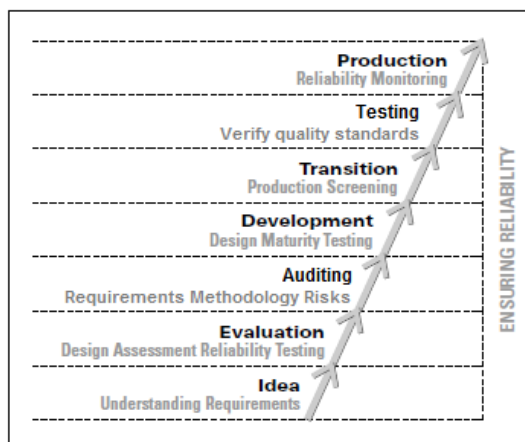 Production
Reliability Monitoring
Testing
Verify quality standards
Transition
Production Screening
Development
Design Maturity Testing
Auditing
Requirements Methodology Risks
Evaluation
Design Assessment Reliability Testing
Idea
Understanding Requirements
ENSURING RELIABILITY